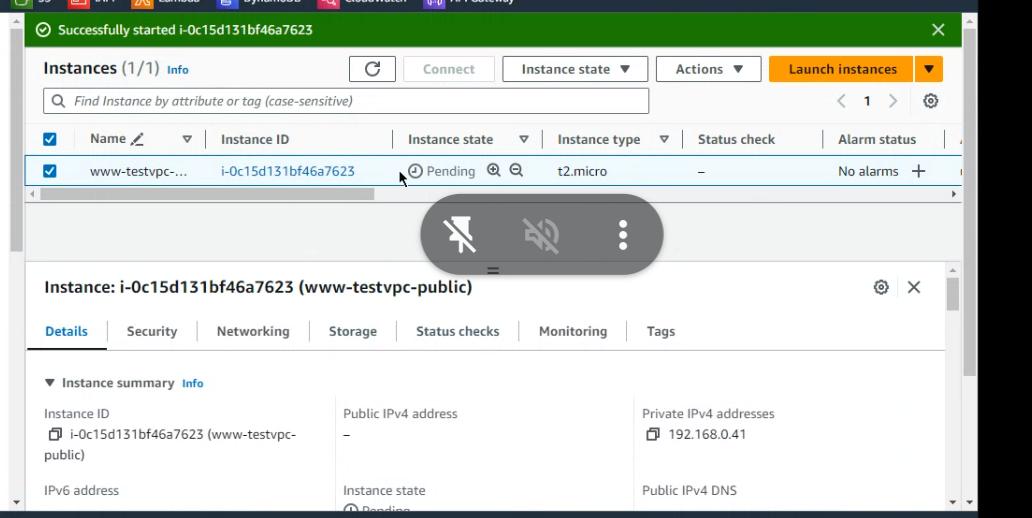 Successfully started i-0c15d131bf46a7623
Instances (1/1) Info
Connect
Instance state
Actions
Launch instances
Find Instance by attribute or tag (case-sensitive)
1
Name
Instance ID
Instance state
Instance type
Status check
Alarm status
www-testvpc-...
i-0c15d131bf46a7623
Pending
t2.micro
–
No alarms
Instance: i-0c15d131bf46a7623 (www-testvpc-public)
Details
Security
Networking
Storage
Status checks
Monitoring
Tags
Instance summary Info
Instance ID
i-0c15d131bf46a7623 (www-testvpc-
public)
Public IPv4 address
–
Private IPv4 addresses
192.168.0.41
IPv6 address
Instance state
Pending
Public IPv4 DNS